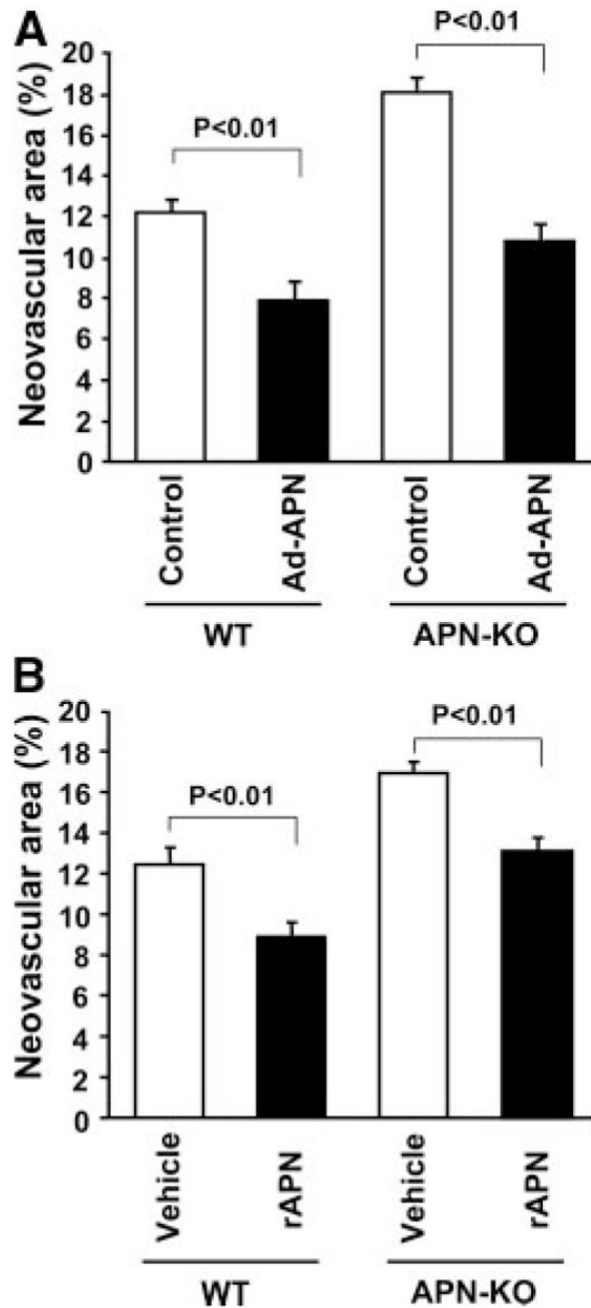 A
Neovascular area (%)
20
18
16
14
12
10
8
6
4
2
0
P<0.01
P<0.01
Control
Ad-APN
Control
Ad-APN
WT
APN-KO
B
Neovascular area (%)
20
18
16
14
12
10
8
6
4
2
0
P<0.01
P<0.01
Vehicle
rAPN
Vehicle
rAPN
WT
APN-KO